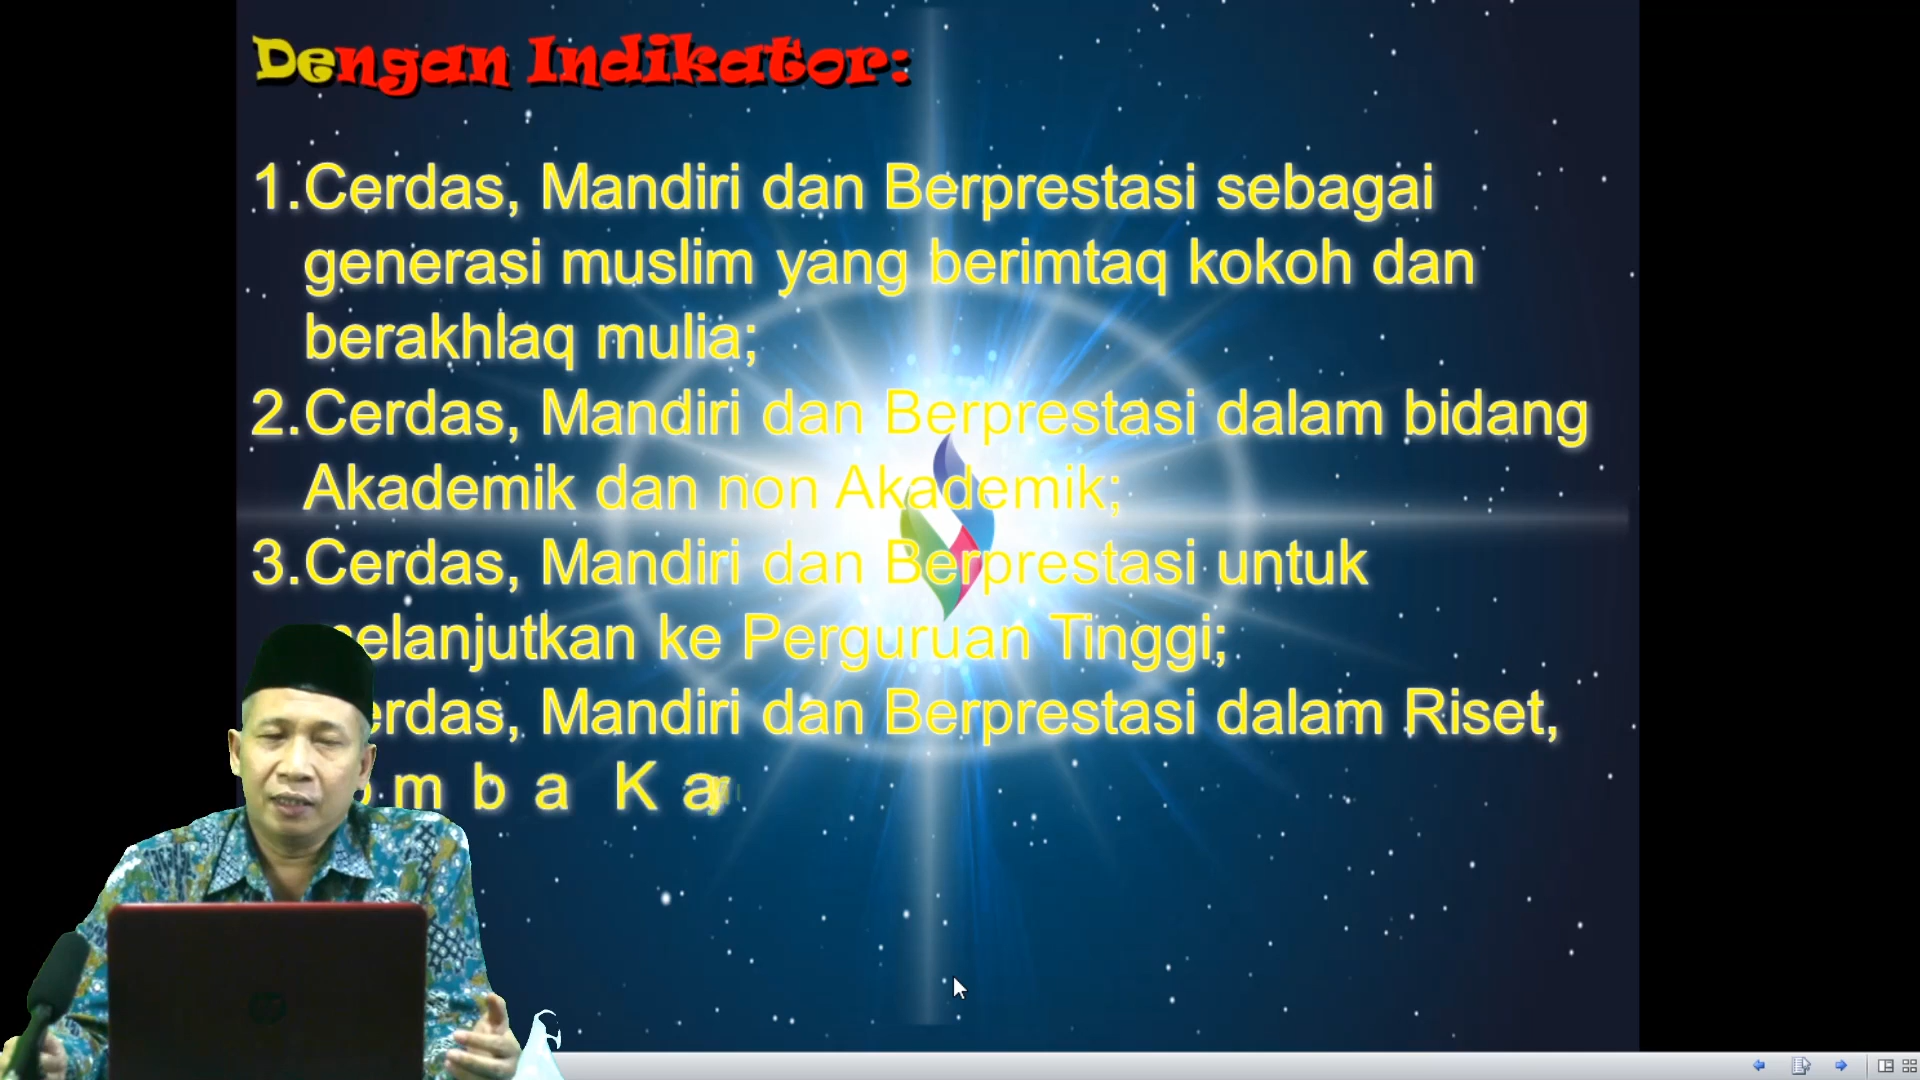 Dengan Indikator:
1.Cerdas, Mandiri dan Berprestasi sebagai
generasi muslim yang berimtaq kokoh dan
berakhlaq mulia;
2.Cerdas, Mandiri dan Berprestasi dalam bidang
Akademik dan non Akademik;
3.Cerdas, Mandiri dan Berprestasi untuk
elanjutkan ke Perguruan Tinggi;
erdas, Mandiri dan Berprestasi dalam Riset,
m b a K a